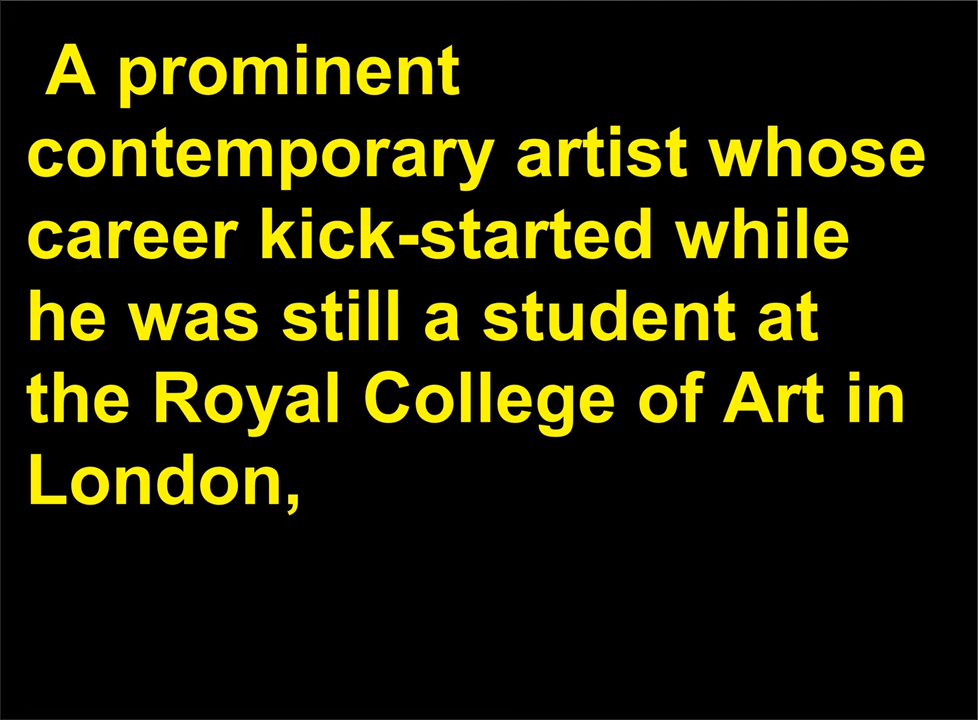 A prominent
contemporary artist whose
career kick-started while
he was still a student at
the Royal College of Art in
London,